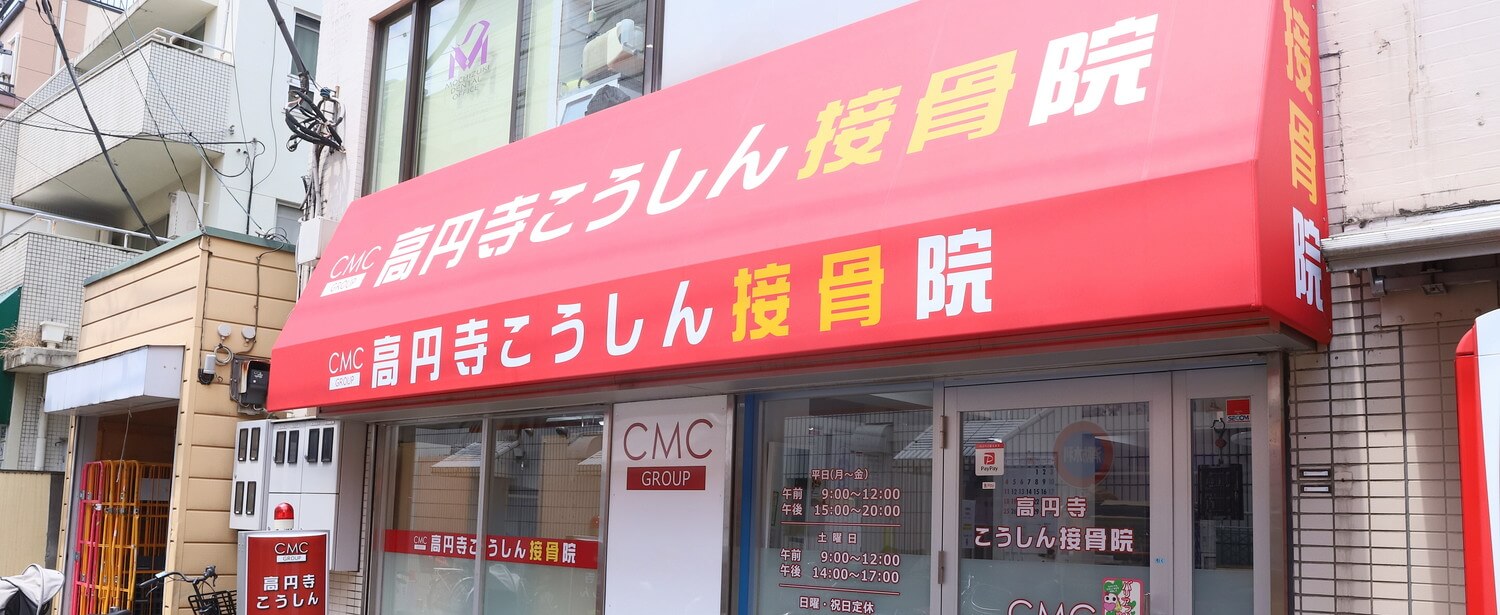 CMC 高円寺こうしん接骨院
GROUP
CMC 高円寺こうしん接骨院
GROUP
接骨院
CMC
GROUP
CMC 高円寺こうしん接骨院
CMC
GROUP
高円寺
こうしん
平日(月～金)
午前 9:00～12:00
午後 15:00～20:00
土曜日
午前 9:00～12:00
午後 14:00～17:00
日曜・祝日定休
PayPay
高円寺
こうしん接骨院
CMC
SECOM